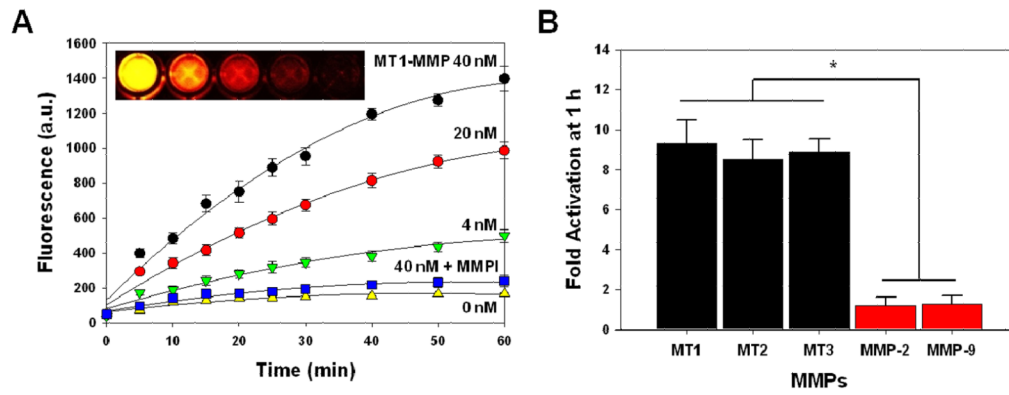 A
Fluorescence (a.u.)
1600
1400
1200
1000
800
600
400
200
0
MT1-MMP 40 nM
20 nM
4 nM
40 nM + MMPI
0 nM
0 10 20 30 40 50 60
Time (min)
B
Fold Activation at 1 h
14
12
10
8
6
4
2
0
*
MT1 MT2 MT3 MMP-2 MMP-9
MMPs